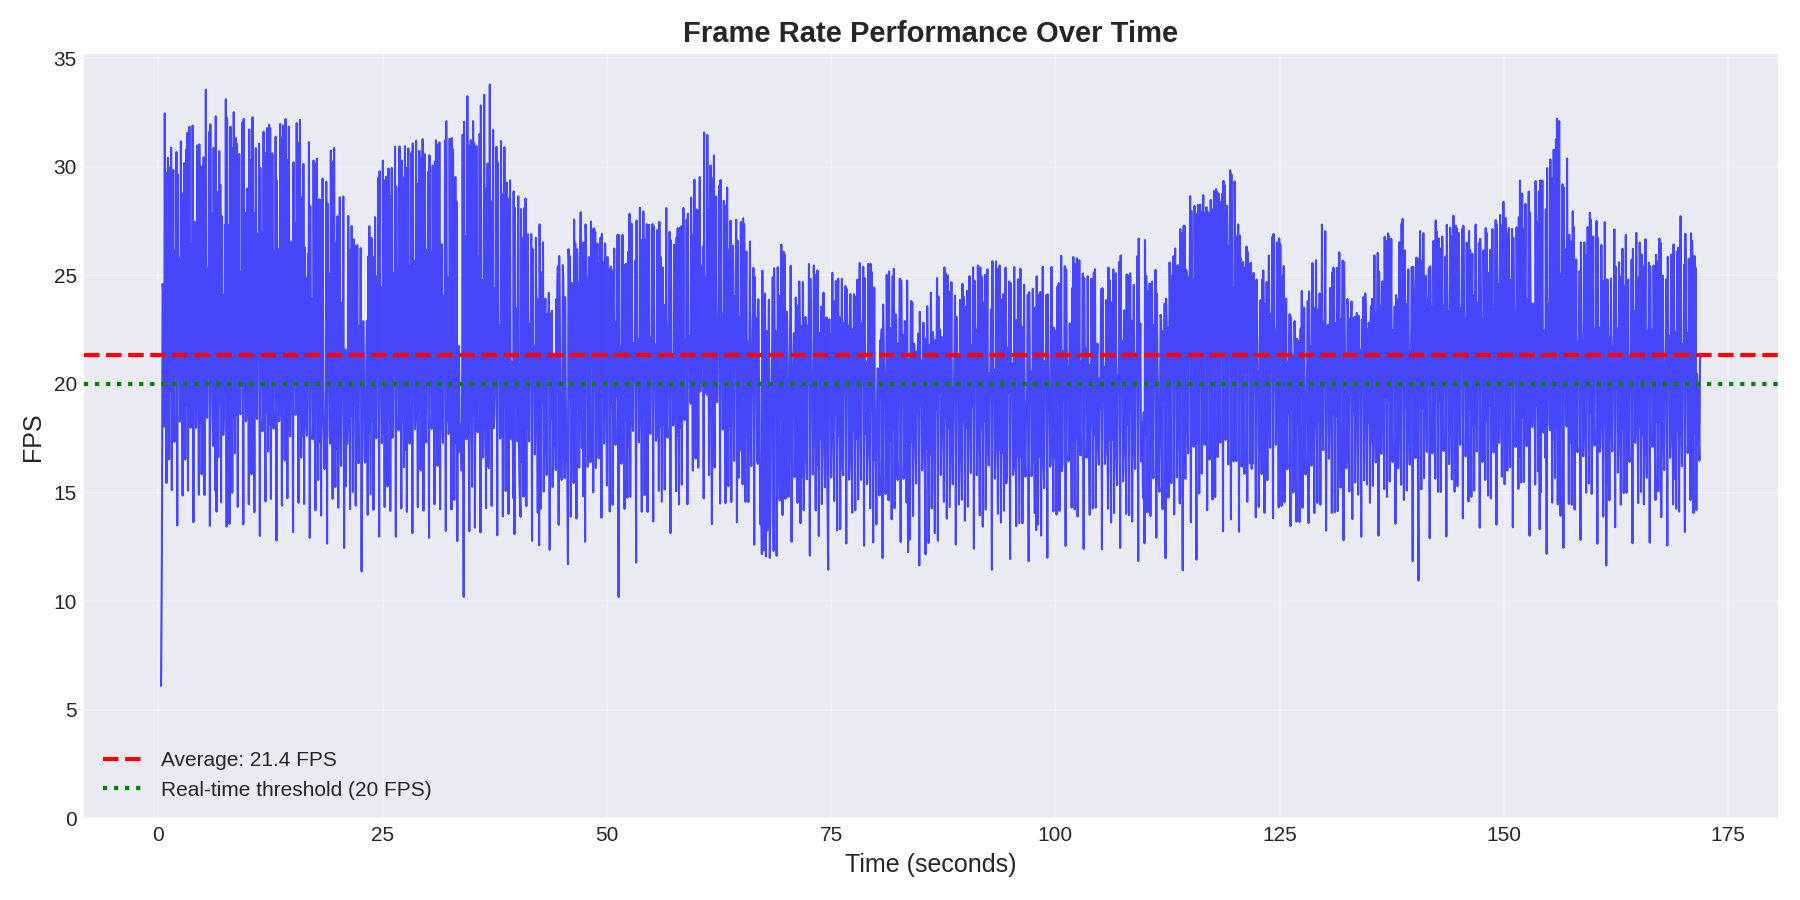 Frame Rate Performance Over Time
35
30
25
20
15
10
5
0
FPS
Average: 21.4 FPS
Real-time threshold (20 FPS)
0 25 50 75 100 125 150 175
Time (seconds)